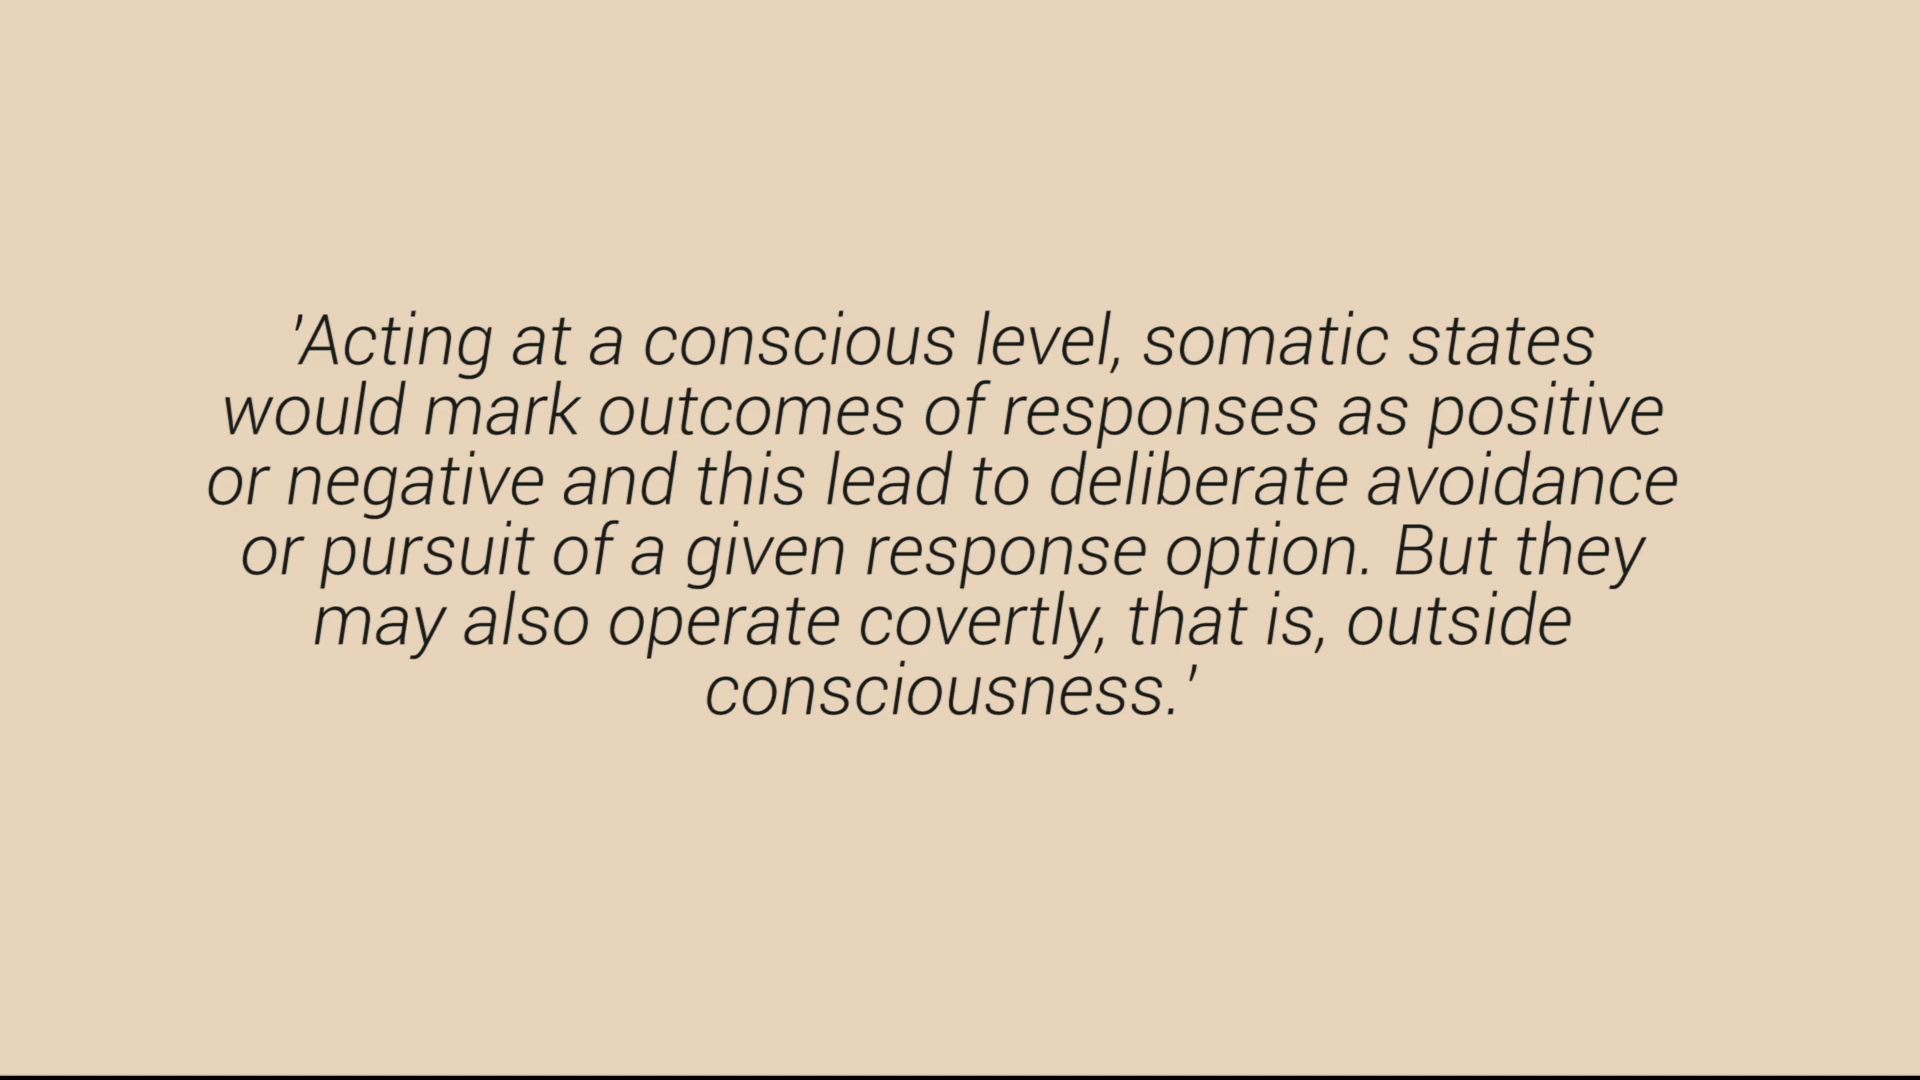 'Acting at a conscious level, somatic states
would mark outcomes of responses as positive
or negative and this lead to deliberate avoidance
or pursuit of a given response option. But they
may also operate covertly, that is, outside
consciousness.'